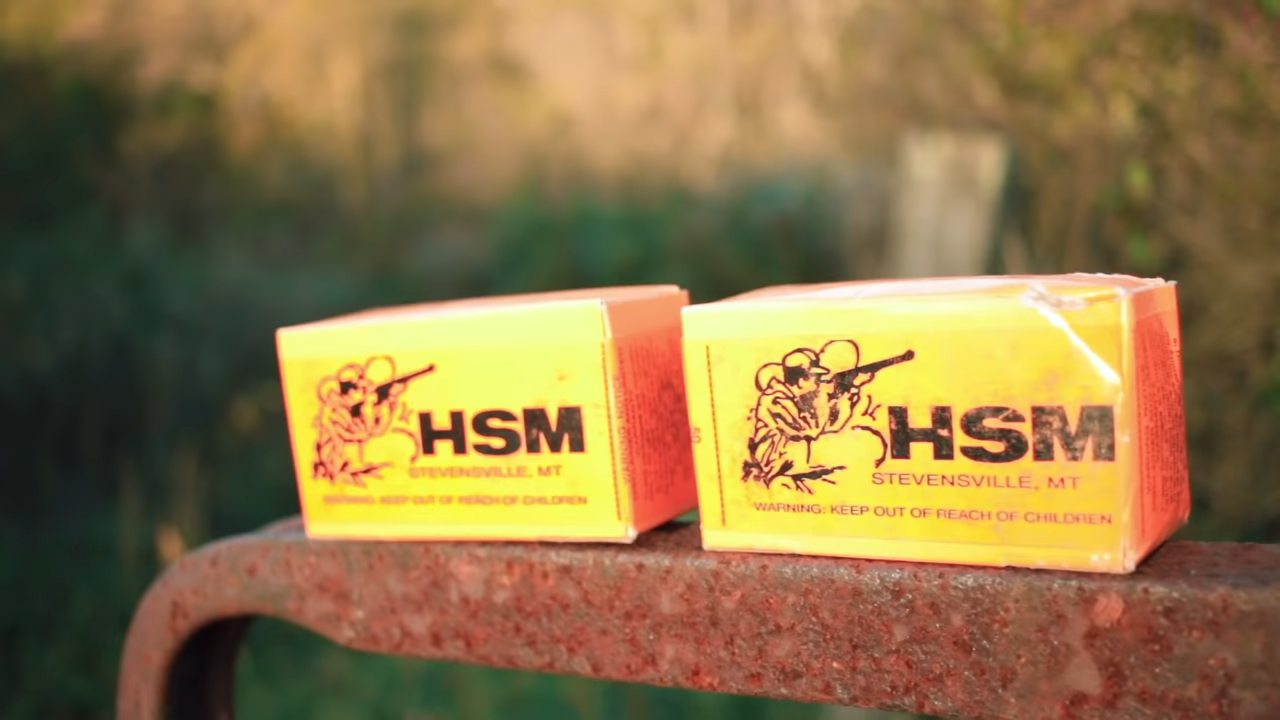 HSM
STEVENSVILLE, MT
WARNING: KEEP OUT OF REACH OF CHILDREN
HSM
STEVENSVILLE, MT
WARNING: KEEP OUT OF REACH OF CHILDREN